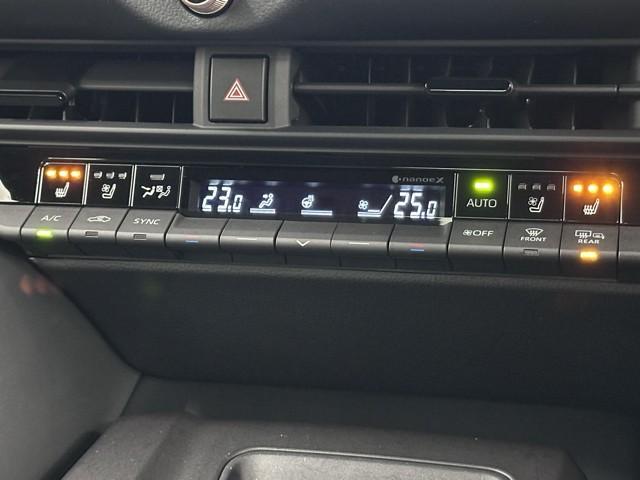 nanoeX
23.0
25.0
AUTO
A/C
SYNC
OFF
FRONT
REAR